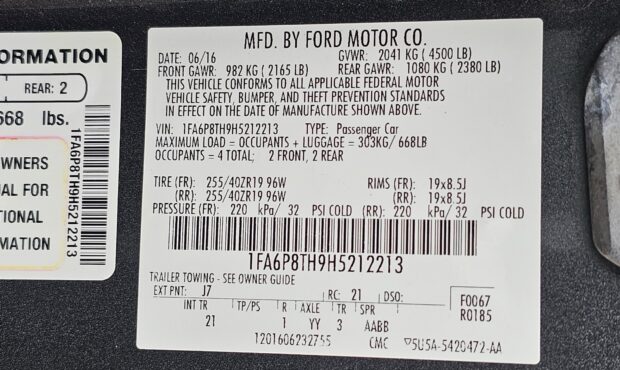 ORMATION
REAR: 2
668 lbs.
WNERS
UAL FOR
TIONAL
MATION
1FA6P8TH9H5212213
MFD. BY FORD MOTOR CO.
DATE: 06/16 GVWR: 2041 KG ( 4500 LB)
FRONT GAWR: 982 KG ( 2165 LB) REAR GAWR: 1080 KG ( 2380 LB)
THIS VEHICLE CONFORMS TO ALL APPLICABLE FEDERAL MOTOR
VEHICLE SAFETY, BUMPER, AND THEFT PREVENTION STANDARDS
IN EFFECT ON THE DATE OF MANUFACTURE SHOWN ABOVE.
VIN: 1FA6P8TH9H5212213 TYPE: Passenger Car
MAXIMUM LOAD = OCCUPANTS + LUGGAGE = 303KG/ 668LB
OCCUPANTS = 4 TOTAL; 2 FRONT, 2 REAR
TIRE (FR): 255/40ZR19 96W RIMS (FR): 19x8.5J
(RR): 255/40ZR19 96W (RR): 19x8.5J
PRESSURE (FR): 220 kPa/ 32 PSI COLD (RR): 220 kPa/ 32 PSI COLD
1FA6P8TH9H5212213
TRAILER TOWING - SEE OWNER GUIDE
EXT PNT: J7 RC: 21 DSO: F0067
INT TR TP/PS R AXLE TR SPR R0185
21 1 YY 3 AABB
1201606232755 CMC 5U5A-5420472-AA